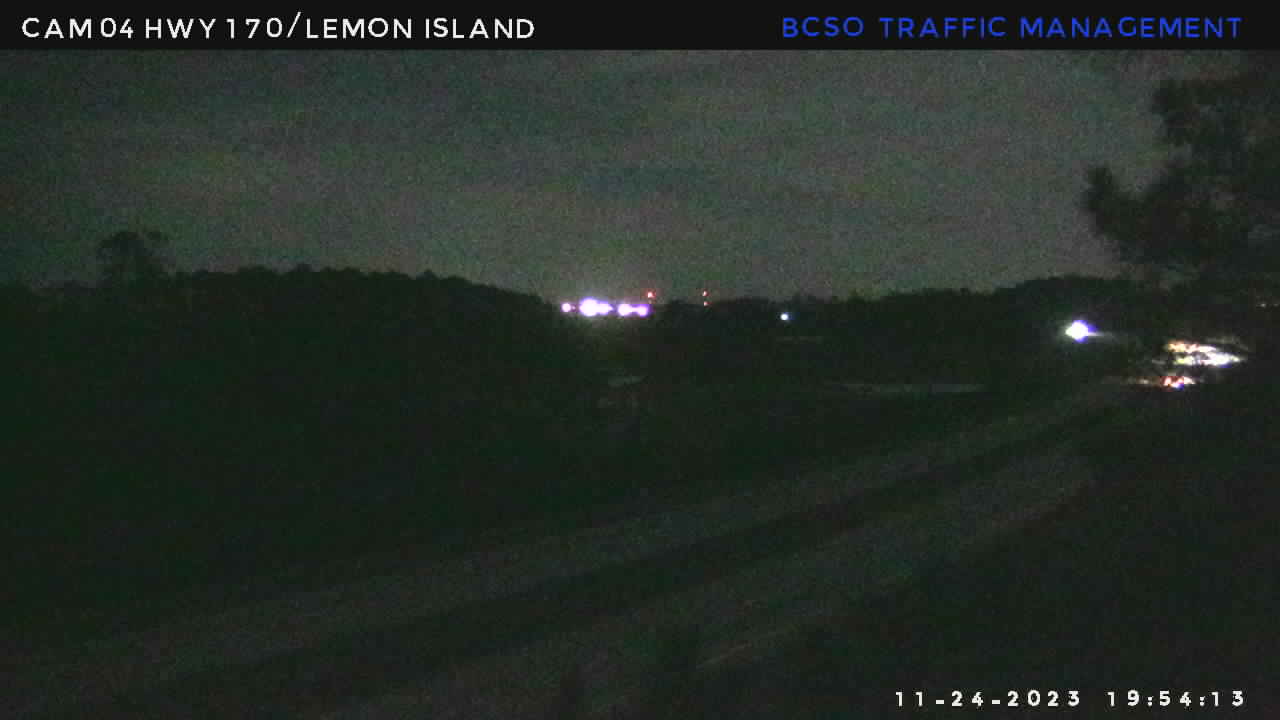 CAM04 HWY 170/LEMON ISLAND
BCSO TRAFFIC MANAGEMENT
11-24-2023 19:54:13